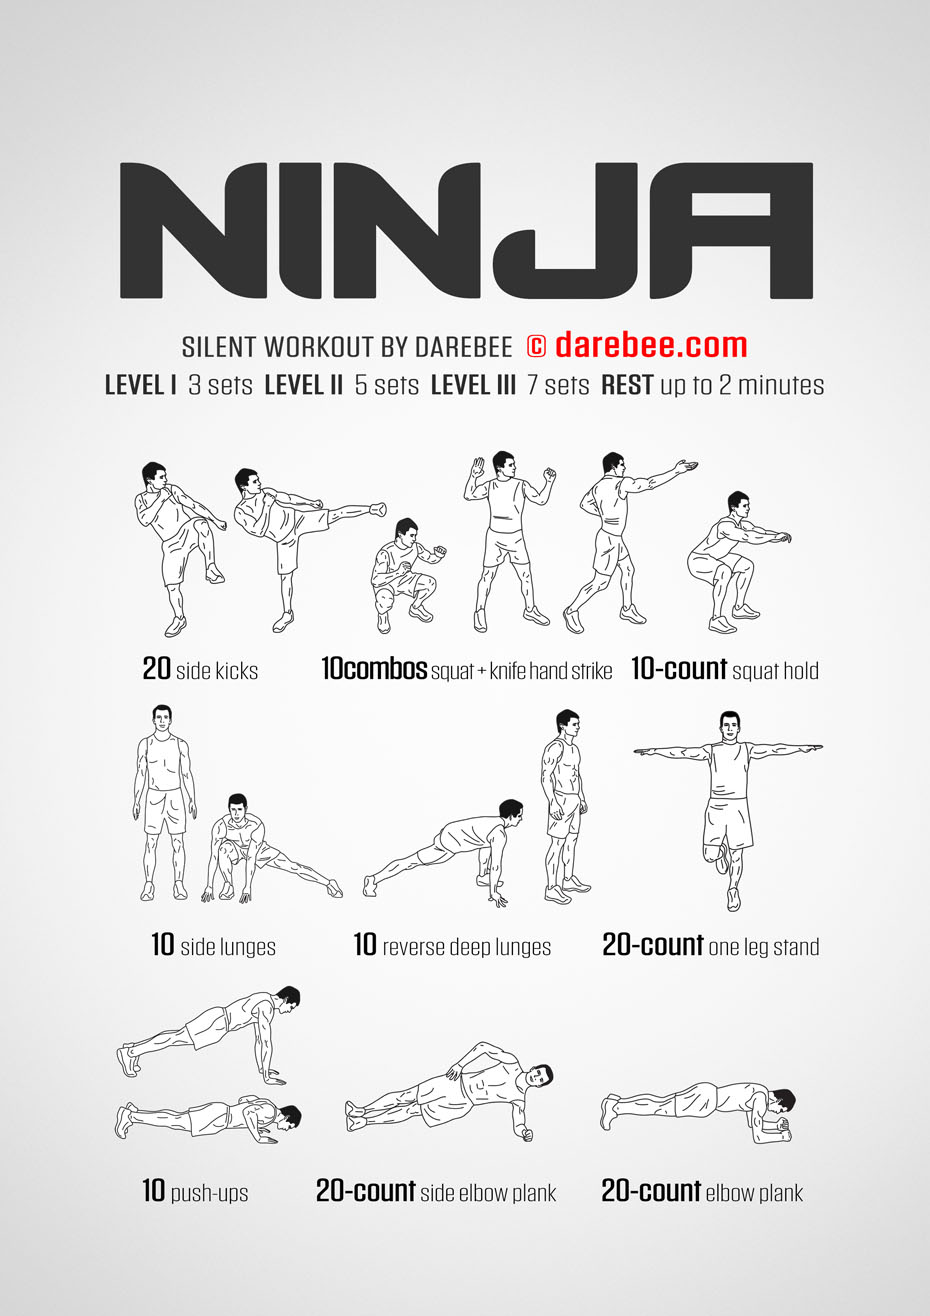 NINJA
SILENT WORKOUT BY DAREBEE © darebee.com
LEVEL I 3 sets LEVEL II 5 sets LEVEL III 7 sets REST up to 2 minutes
20 side kicks
10combos squat + knife hand strike
10-count squat hold
10 side lunges
10 reverse deep lunges
20-count one leg stand
10 push-ups
20-count side elbow plank
20-count elbow plank